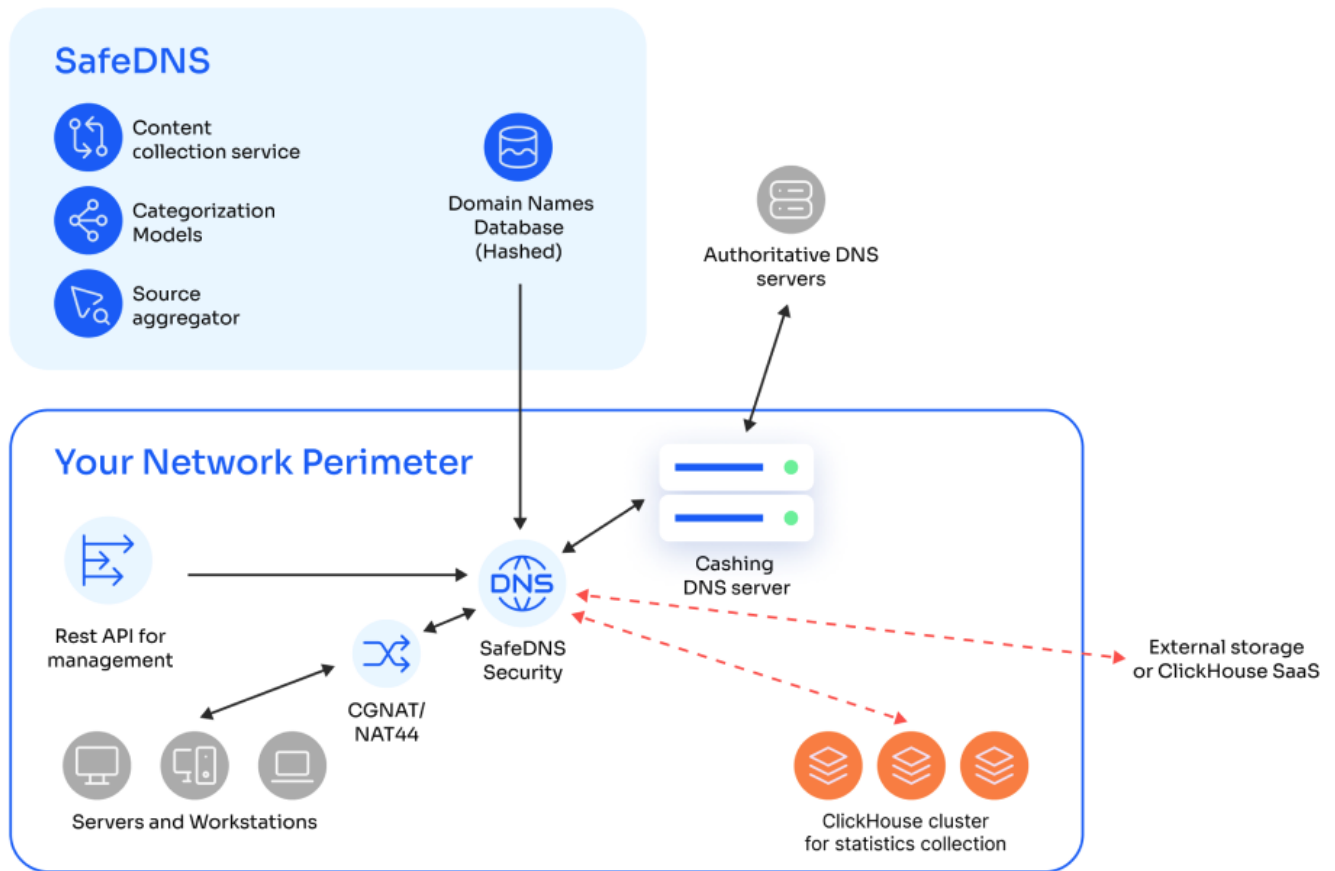 SafeDNS
Content
collection service
Categorization
Models
Source
aggregator
Domain Names
Database
(Hashed)
Authoritative DNS
servers
Your Network Perimeter
Rest API for
management
DNS
SafeDNS
Security
Cashing
DNS server
CGNAT/
NAT44
Servers and Workstations
External storage
or ClickHouse SaaS
ClickHouse cluster
for statistics collection